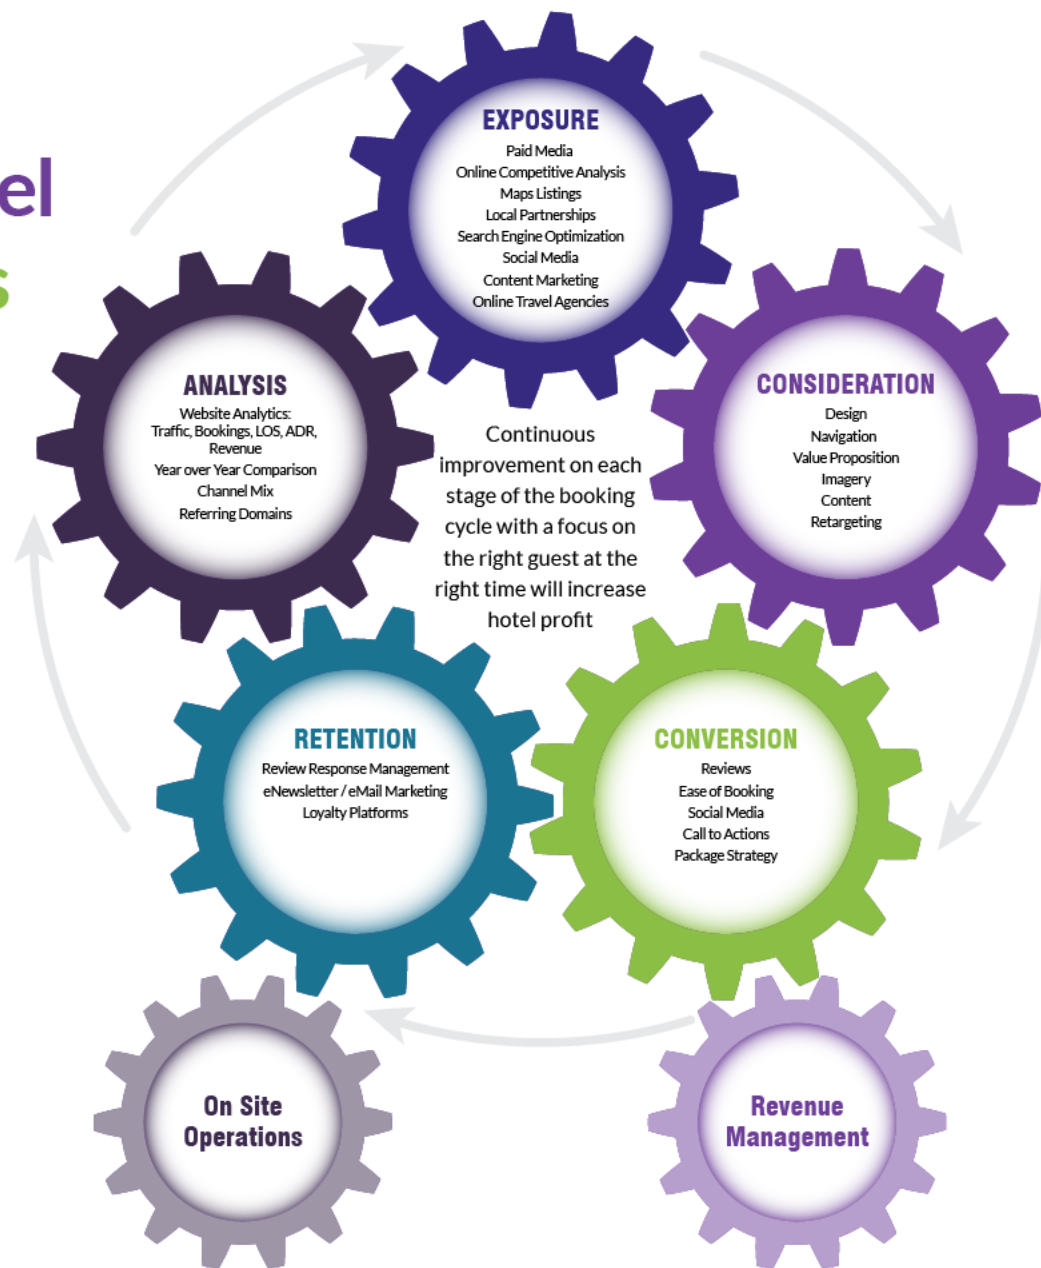 EXPOSURE
Paid Media
Online Competitive Analysis
Maps Listings
Local Partnerships
Search Engine Optimization
Social Media
Content Marketing
Online Travel Agencies
ANALYSIS
Website Analytics:
Traffic, Bookings, LOS, ADR,
Revenue
Year over Year Comparison
Channel Mix
Referring Domains
CONSIDERATION
Design
Navigation
Value Proposition
Imagery
Content
Retargeting
Continuous
improvement on each
stage of the booking
cycle with a focus on
the right guest at the
right time will increase
hotel profit
RETENTION
Review Response Management
eNewsletter / eMail Marketing
Loyalty Platforms
CONVERSION
Reviews
Ease of Booking
Social Media
Call to Actions
Package Strategy
On Site
Operations
Revenue
Management